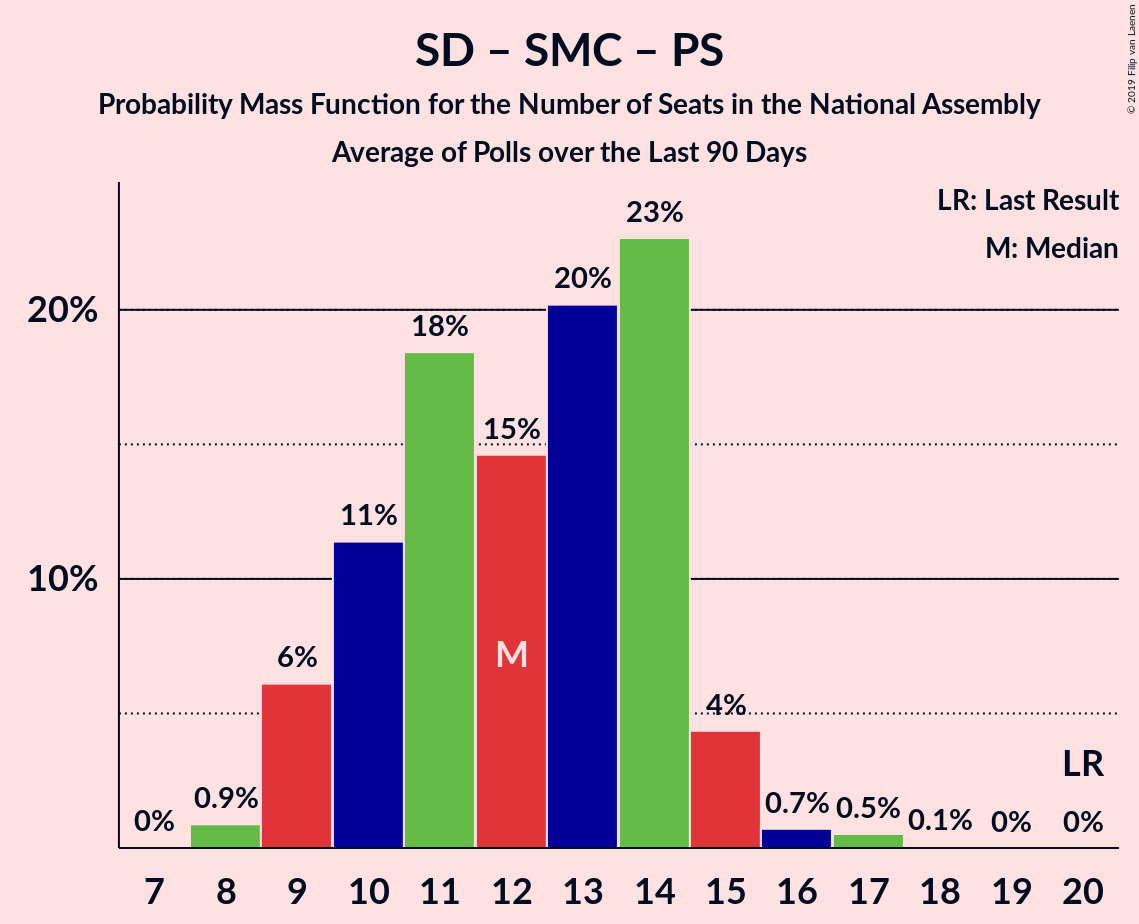 SD – SMC – PS
Probability Mass Function for the Number of Seats in the National Assembly
Average of Polls over the Last 90 Days
© 2019 Filip van Laenen
LR: Last Result
M: Median
23%
20%
20%
18%
15%
11%
10%
M
6%
4%
LR
0%
0.9%
0.7%
0.5%
0.1%
0%
0%
7 8 9 10 11 12 13 14 15 16 17 18 19 20